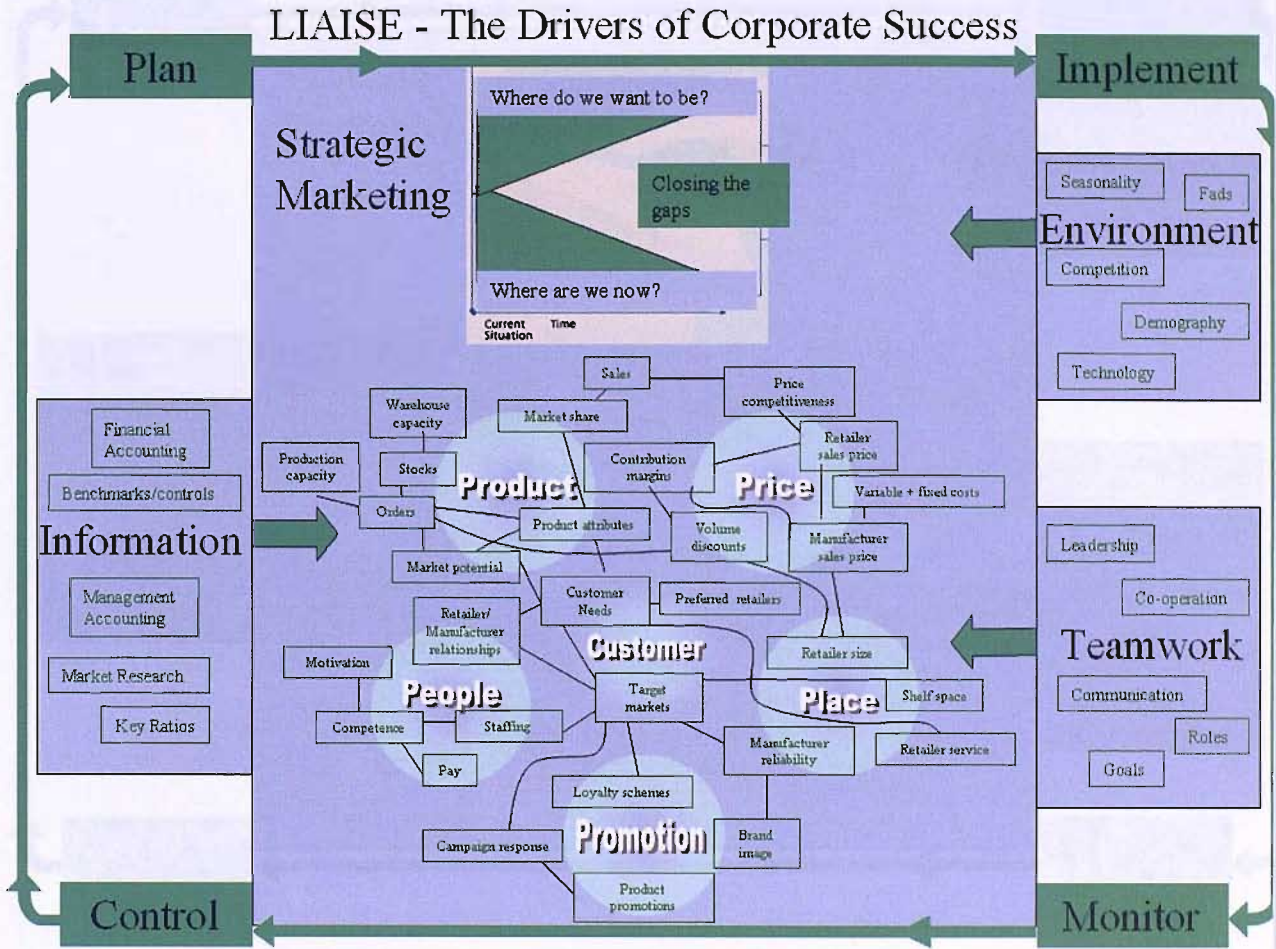 LIAISE - The Drivers of Corporate Success
Plan
Implement
Strategic
Marketing
Where do we want to be?
Closing the
gaps
Where are we now?
Current
Situation
Time
Seasonality
Fads
Environment
Competition
Demography
Technology
Financial
Accounting
Benchmarks/controls
Information
Management
Accounting
Market Research
Key Ratios
Sales
Price
competitiveness
Warehouse
capacity
Market share
Retailer
sales price
Production
capacity
Stocks
Contribution
margins
Product
Price
Variable + fixed costs
Orders
Product attributes
Volume
discounts
Manufacturer
sales price
Market potential
Customer
Needs
Preferred retailers
Retailer/
Manufacturer
relationships
Customer
Retailer size
Motivation
People
Target
markets
Place
Shelf space
Competence
Staffing
Manufacturer
reliability
Retailer service
Pay
Loyalty schemes
Campaign response
Promotion
Brand
image
Product
promotions
Leadership
Co-operation
Teamwork
Communication
Roles
Goals
Control
Monitor